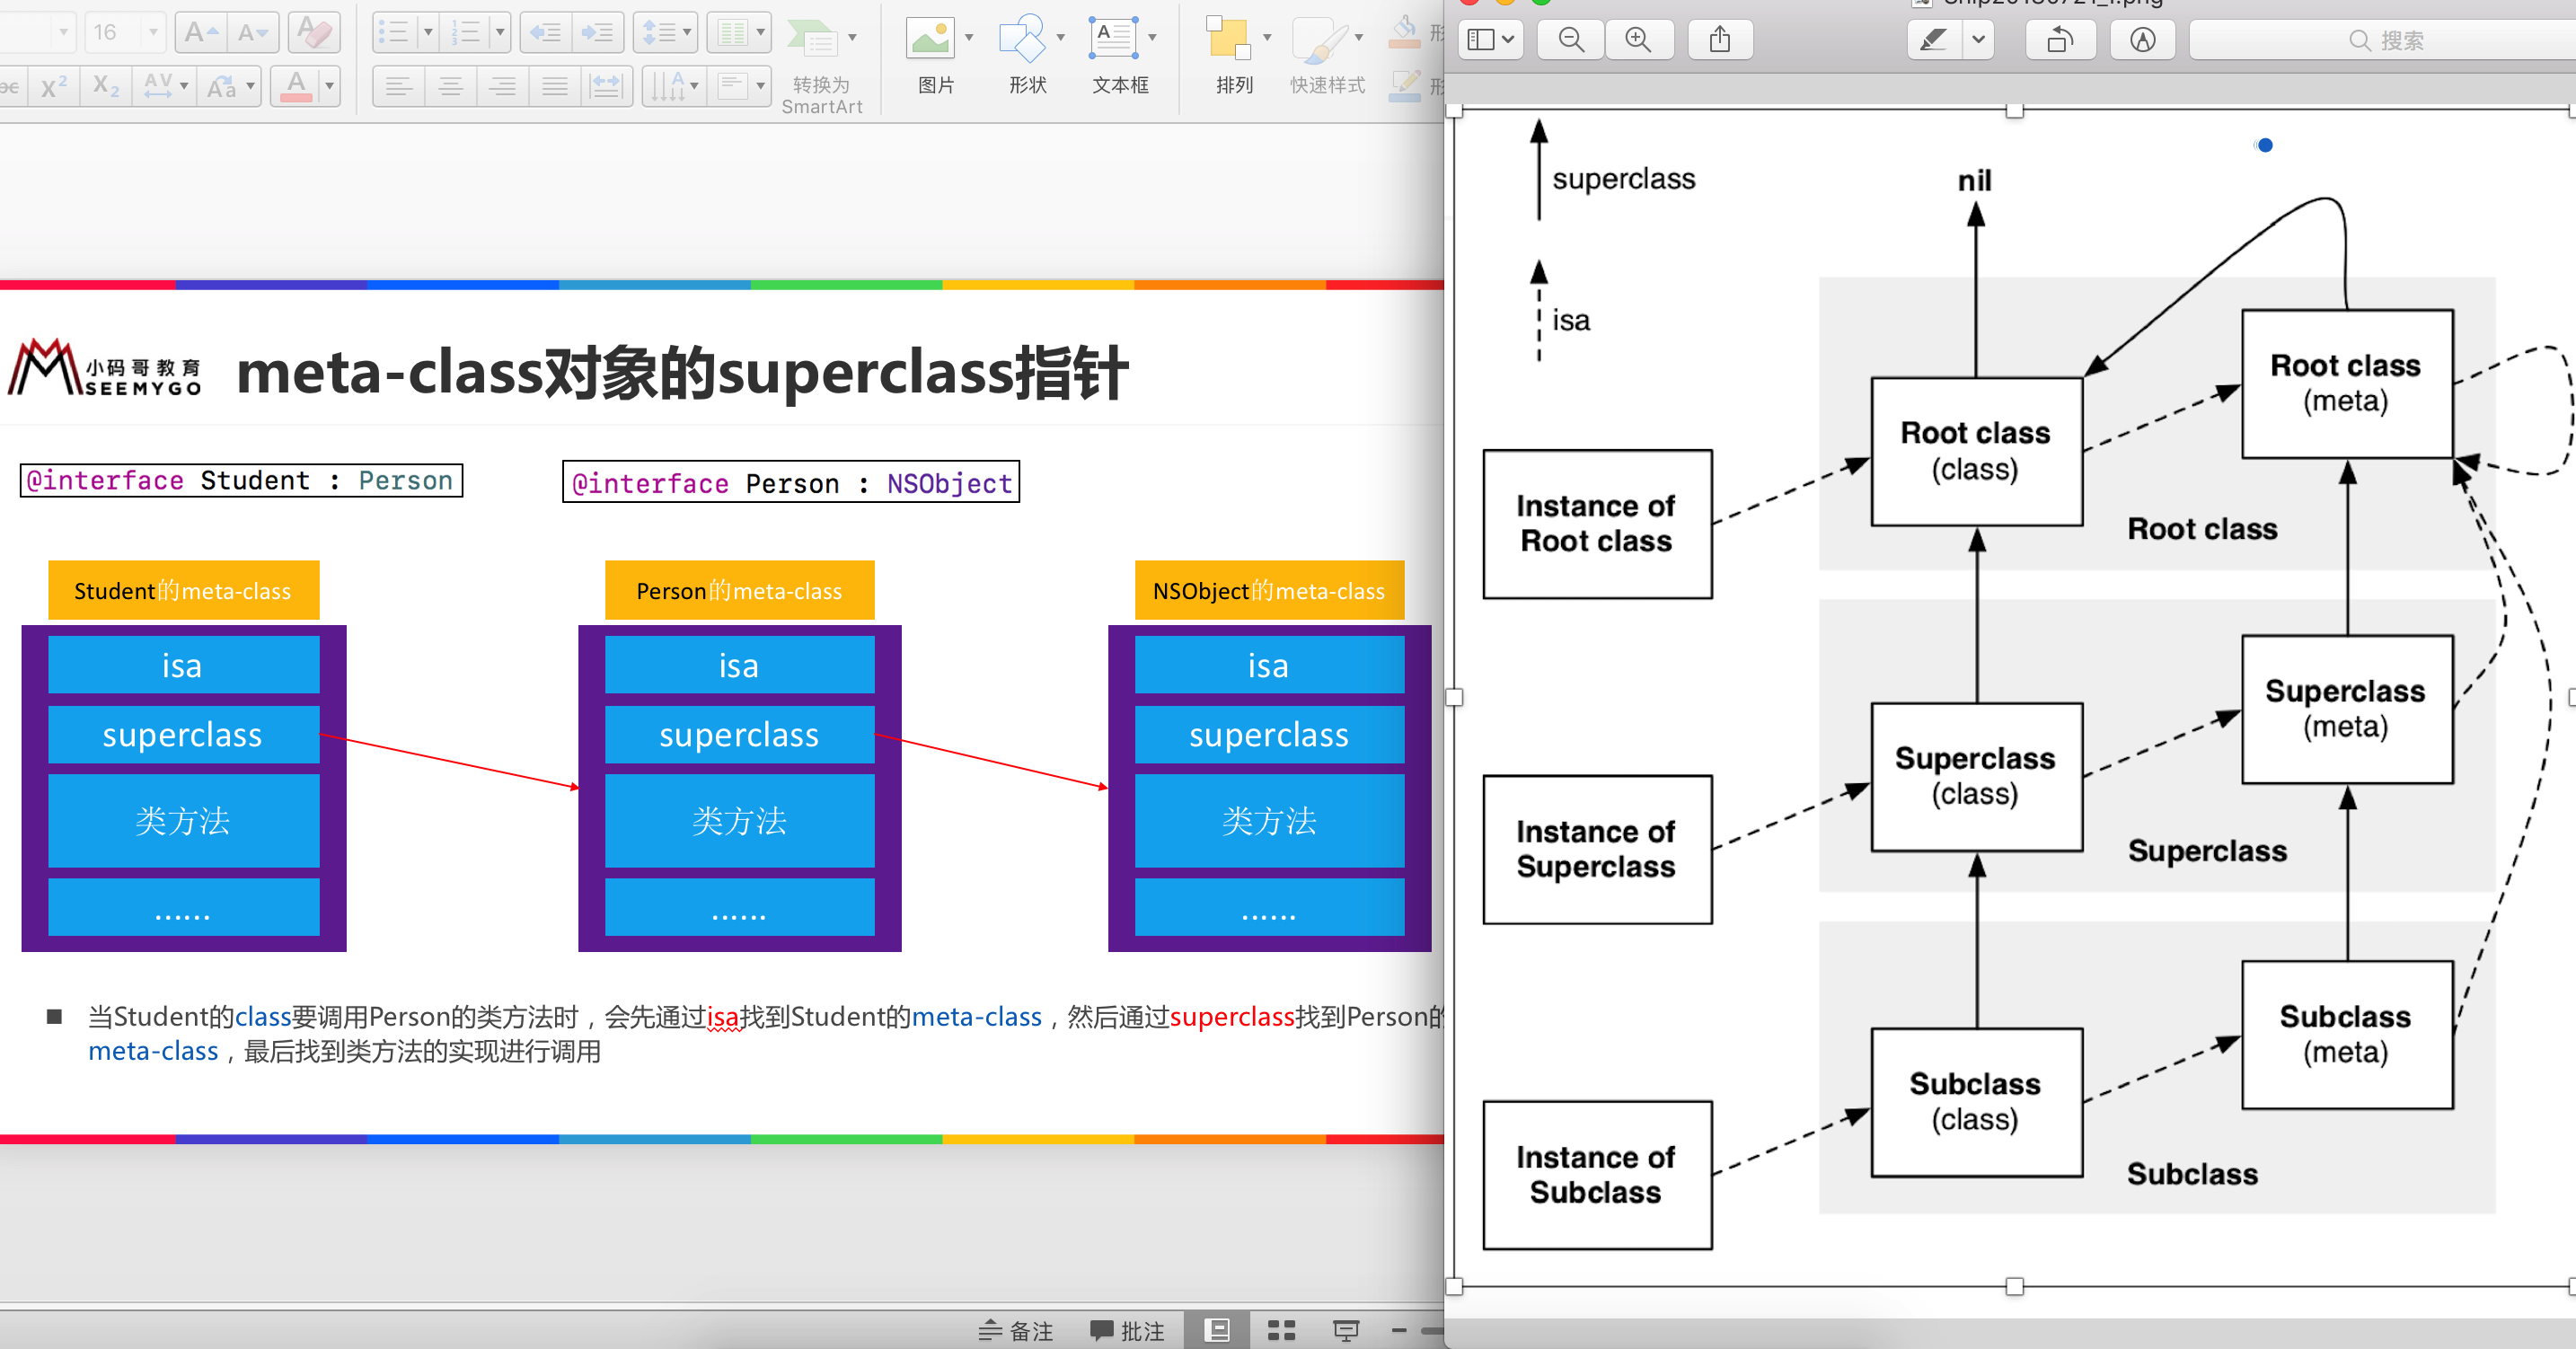 16
A
A
A
X²
X₂
AV
Aa
A
A
A
转换为
SmartArt
图片
形状
文本框
排列
快速样式
搜索
小码哥教育
SEEMYGO
meta-class对象的superclass指针
@interface Student : Person
@interface Person : NSObject
Student的meta-class
Person的meta-class
NSObject的meta-class
isa
isa
isa
superclass
superclass
superclass
类方法
类方法
类方法
......
......
......
■ 当Student的class要调用Person的类方法时，会先通过isa找到Student的meta-class，然后通过superclass找到Person的
meta-class，最后找到类方法的实现进行调用
备注
批注
superclass
isa
nil
Root class
(meta)
Root class
(class)
Root class
Instance of
Root class
Superclass
(meta)
Superclass
(class)
Superclass
Instance of
Superclass
Subclass
(meta)
Subclass
(class)
Subclass
Instance of
Subclass